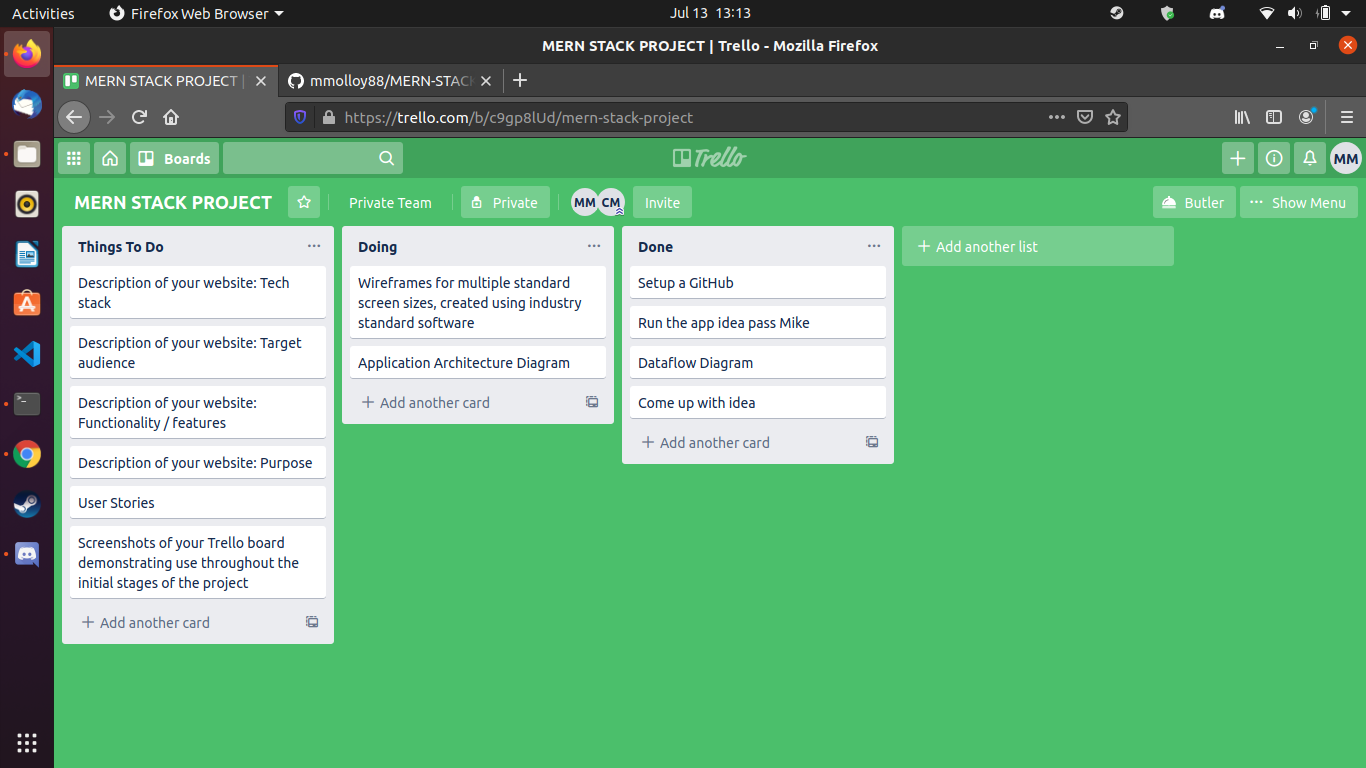 Activities
Firefox Web Browser
Jul 13 13:13
MERN STACK PROJECT | Trello - Mozilla Firefox
MERN STACK PROJECT |
mmolloy88/MERN-STAC
https://trello.com/b/c9gp8lUd/mern-stack-project
Boards
Trello
MM
MERN STACK PROJECT
Private Team
Private
MM
CM
Invite
Butler
Show Menu
Things To Do
Description of your website: Tech
stack
Description of your website: Target
audience
Description of your website:
Functionality / features
Description of your website: Purpose
User Stories
Screenshots of your Trello board
demonstrating use throughout the
initial stages of the project
+ Add another card
Doing
Wireframes for multiple standard
screen sizes, created using industry
standard software
Application Architecture Diagram
+ Add another card
Done
Setup a GitHub
Run the app idea pass Mike
Dataflow Diagram
Come up with idea
+ Add another card
+ Add another list